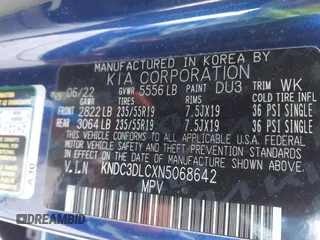 MANUFACTURED IN KOREA BY
KIA CORPORATION
06/22 GVWR 5556 LB PAINT DU3 TRIM WK
GAWR TIRES RIMS COLD TIRE INFL
FRONT 2822 LB 235/55R19 7.5JX19 36 PSI SINGLE
REAR 3064 LB 235/55R19 7.5JX19 36 PSI SINGLE
THIS VEHICLE CONFORMS TO ALL APPLICABLE U.S.A FEDERAL MOTOR
VEHICLE SAFETY STANDARDS IN EFFECT ON THE DATE OF
MANUFACTURE SHOWN ABOVE
V.I.N KNDC3DLCXN5068642
MPV
A10
DREAMBID